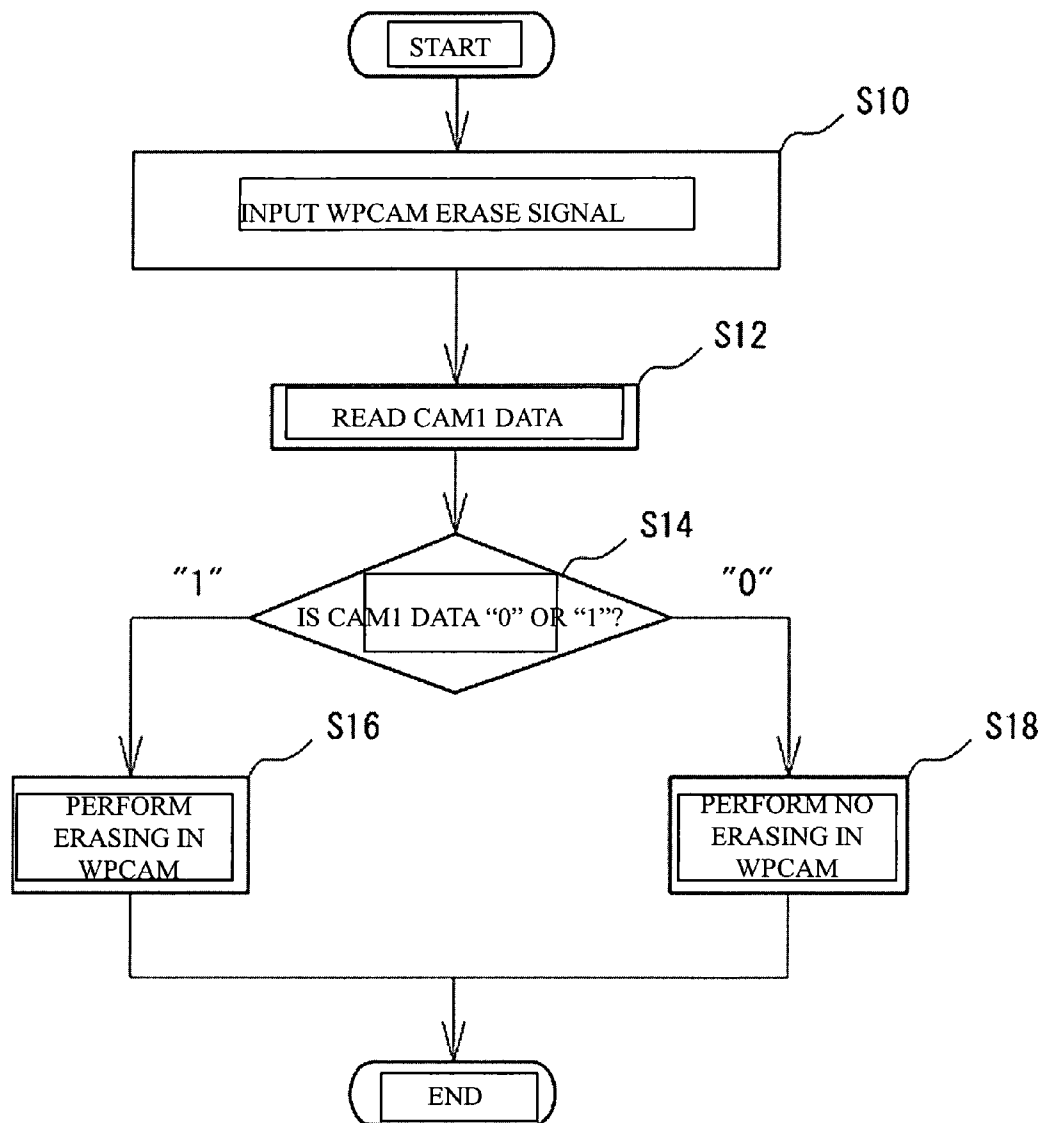 START
S10
INPUT WPCAM ERASE SIGNAL
S12
READ CAM1 DATA
S14
"1"
"0"
IS CAM1 DATA “0” OR “1”?
S16
S18
PERFORM
ERASING IN
WPCAM
PERFORM NO
ERASING IN
WPCAM
END